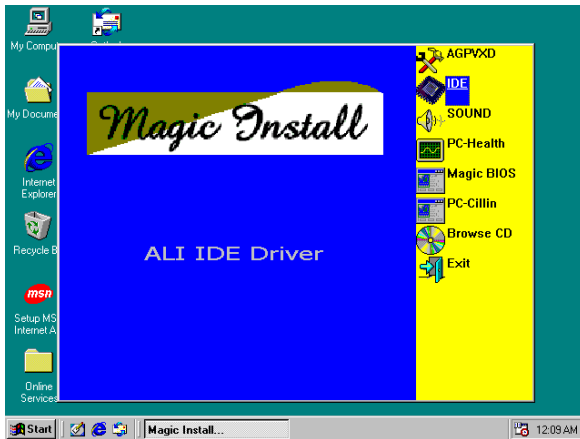 My Compu
Magic Install
ALI IDE Driver
AGPVXD
IDE
SOUND
PC-Health
Magic BIOS
PC-Cillin
Browse CD
Exit
My Docume
Internet
Explorer
Recycle B
msn
Setup MS
Internet A
Online
Services
Start
Magic Install...
12:09 AM